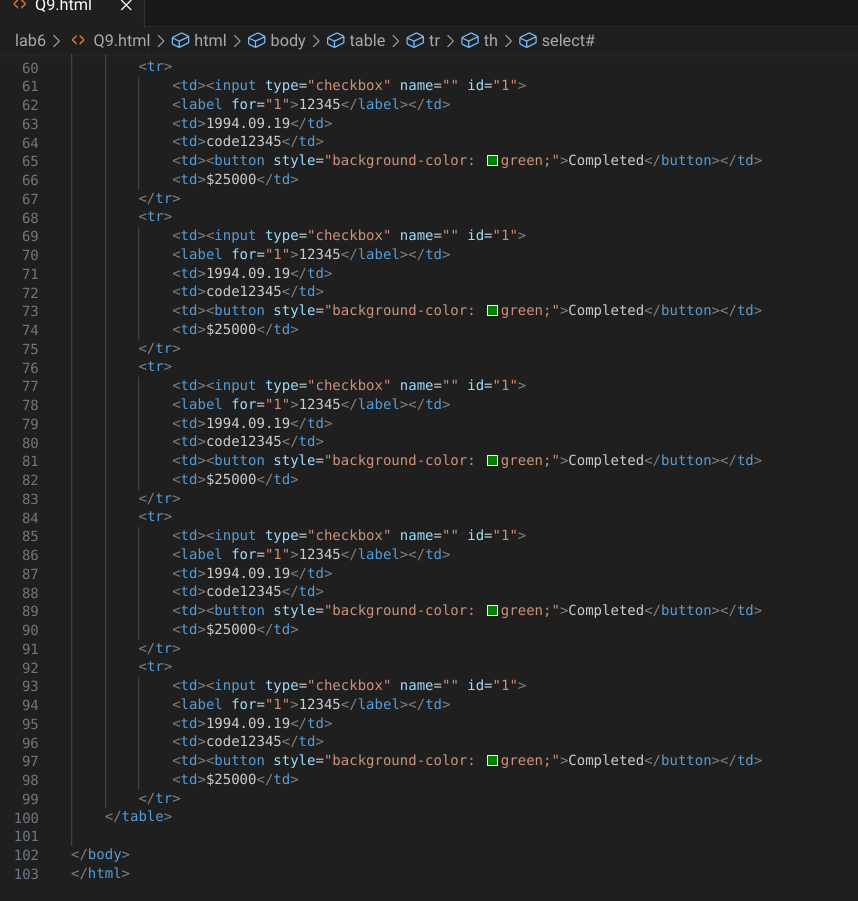 Q9.html
lab6 > Q9.html > html > body > table > tr > th > select#
60 <tr>
61 <td><input type="checkbox" name="" id="1">
62 <label for="1">12345</label></td>
63 <td>1994.09.19</td>
64 <td>code12345</td>
65 <td><button style="background-color: green;">Completed</button></td>
66 <td>$25000</td>
67 </tr>
68 <tr>
69 <td><input type="checkbox" name="" id="1">
70 <label for="1">12345</label></td>
71 <td>1994.09.19</td>
72 <td>code12345</td>
73 <td><button style="background-color: green;">Completed</button></td>
74 <td>$25000</td>
75 </tr>
76 <tr>
77 <td><input type="checkbox" name="" id="1">
78 <label for="1">12345</label></td>
79 <td>1994.09.19</td>
80 <td>code12345</td>
81 <td><button style="background-color: green;">Completed</button></td>
82 <td>$25000</td>
83 </tr>
84 <tr>
85 <td><input type="checkbox" name="" id="1">
86 <label for="1">12345</label></td>
87 <td>1994.09.19</td>
88 <td>code12345</td>
89 <td><button style="background-color: green;">Completed</button></td>
90 <td>$25000</td>
91 </tr>
92 <tr>
93 <td><input type="checkbox" name="" id="1">
94 <label for="1">12345</label></td>
95 <td>1994.09.19</td>
96 <td>code12345</td>
97 <td><button style="background-color: green;">Completed</button></td>
98 <td>$25000</td>
99 </tr>
100 </table>
101
102 </body>
103 </html>